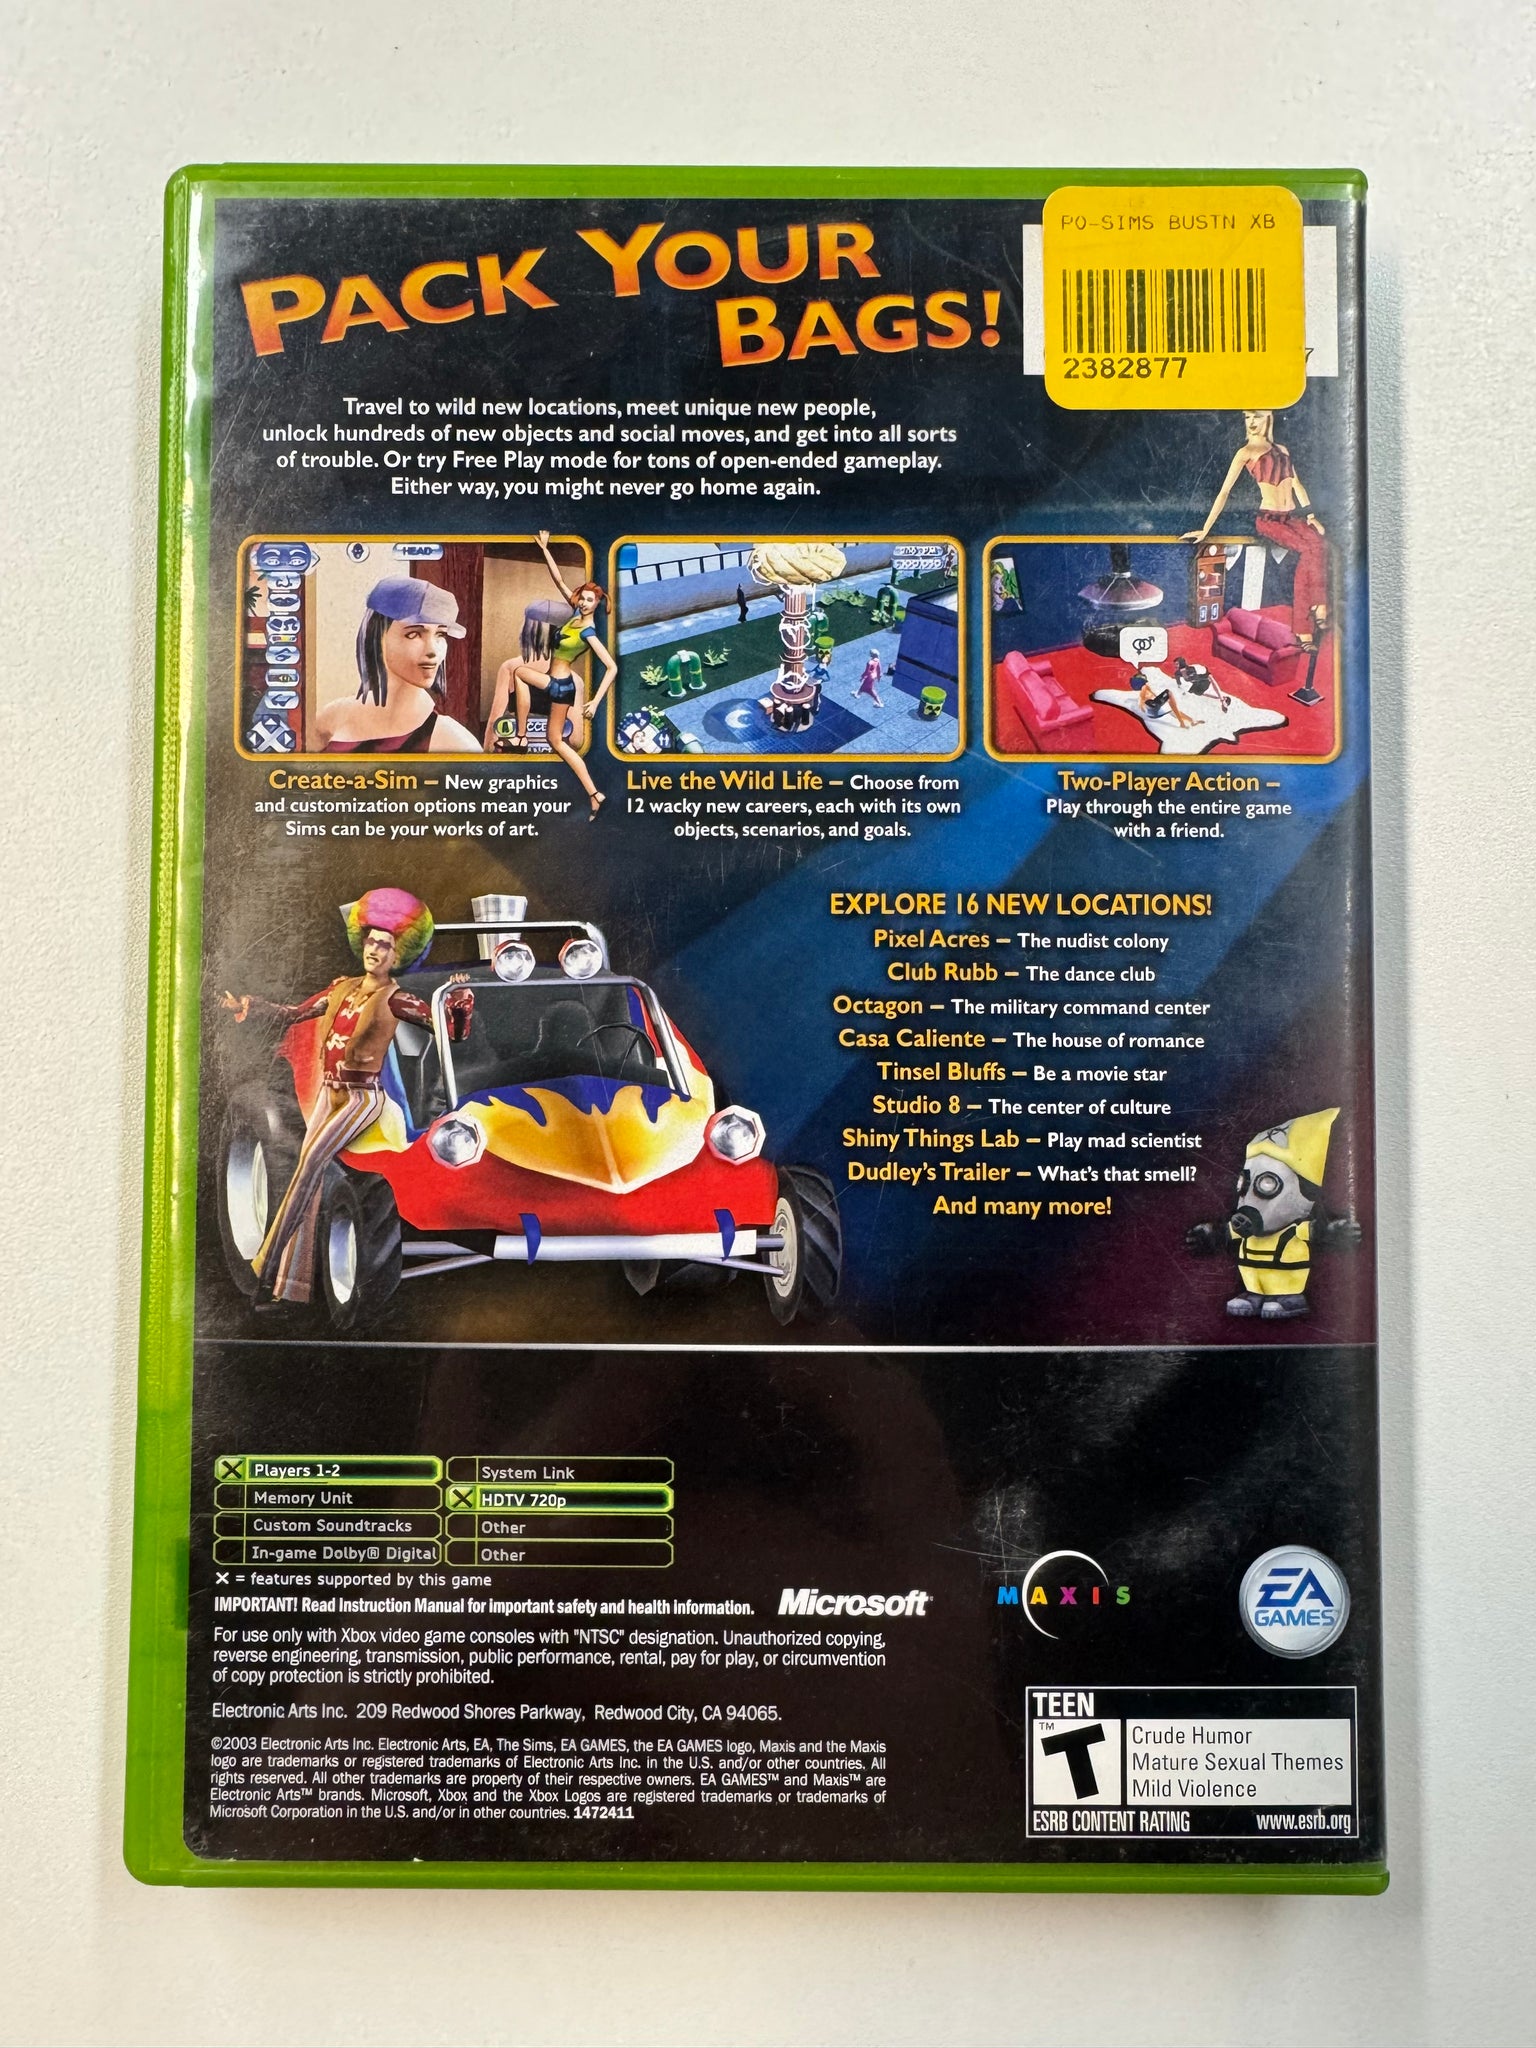 PACK YOUR
BAGS!
PO-SIMS BUSTN XB
2382877
7
Travel to wild new locations, meet unique new people,
unlock hundreds of new objects and social moves, and get into all sorts
of trouble. Or try Free Play mode for tons of open-ended gameplay.
Either way, you might never go home again.
HEAD
A
Create-a-Sim – New graphics
and customization options mean your
Sims can be your works of art.
Live the Wild Life – Choose from
12 wacky new careers, each with its own
objects, scenarios, and goals.
Two-Player Action –
Play through the entire game
with a friend.
EXPLORE 16 NEW LOCATIONS!
Pixel Acres – The nudist colony
Club Rubb – The dance club
Octagon – The military command center
Casa Caliente – The house of romance
Tinsel Bluffs – Be a movie star
Studio 8 – The center of culture
Shiny Things Lab – Play mad scientist
Dudley's Trailer – What's that smell?
And many more!
X Players 1-2
Memory Unit
Custom Soundtracks
In-game Dolby® Digital
System Link
X HDTV 720p
Other
Other
X = features supported by this game
IMPORTANT! Read Instruction Manual for important safety and health information.
Microsoft
MAXIS
EA
GAMES
For use only with Xbox video game consoles with "NTSC" designation. Unauthorized copying,
reverse engineering, transmission, public performance, rental, pay for play, or circumvention
of copy protection is strictly prohibited.
Electronic Arts Inc. 209 Redwood Shores Parkway, Redwood City, CA 94065.
©2003 Electronic Arts Inc. Electronic Arts, EA, The Sims, EA GAMES, the EA GAMES logo, Maxis and the Maxis
logo are trademarks or registered trademarks of Electronic Arts Inc. in the U.S. and/or other countries. All
rights reserved. All other trademarks are property of their respective owners. EA GAMES™ and Maxis™ are
Electronic Arts™ brands. Microsoft, Xbox and the Xbox Logos are registered trademarks or trademarks of
Microsoft Corporation in the U.S. and/or in other countries. 1472411
TEEN
T™
Crude Humor
Mature Sexual Themes
Mild Violence
ESRB CONTENT RATING www.esrb.org